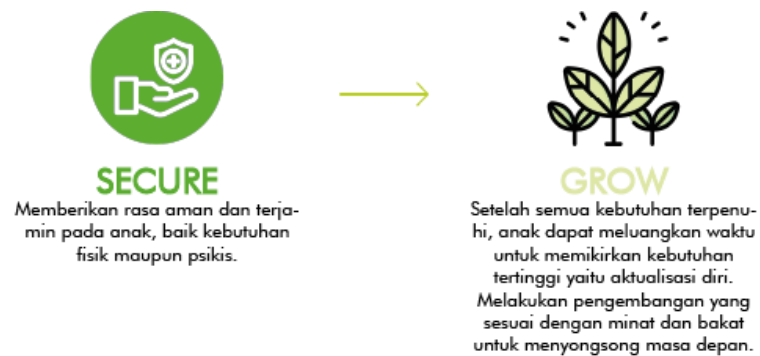 SECURE
Memberikan rasa aman dan terja-
min pada anak, baik kebutuhan
fisik maupun psikis.
GROW
Setelah semua kebutuhan terpenu-
hi, anak dapat meluangkan waktu
untuk memikirkan kebutuhan
tertinggi yaitu aktualisasi diri.
Melakukan pengembangan yang
sesuai dengan minat dan bakat
untuk menyongsong masa depan.